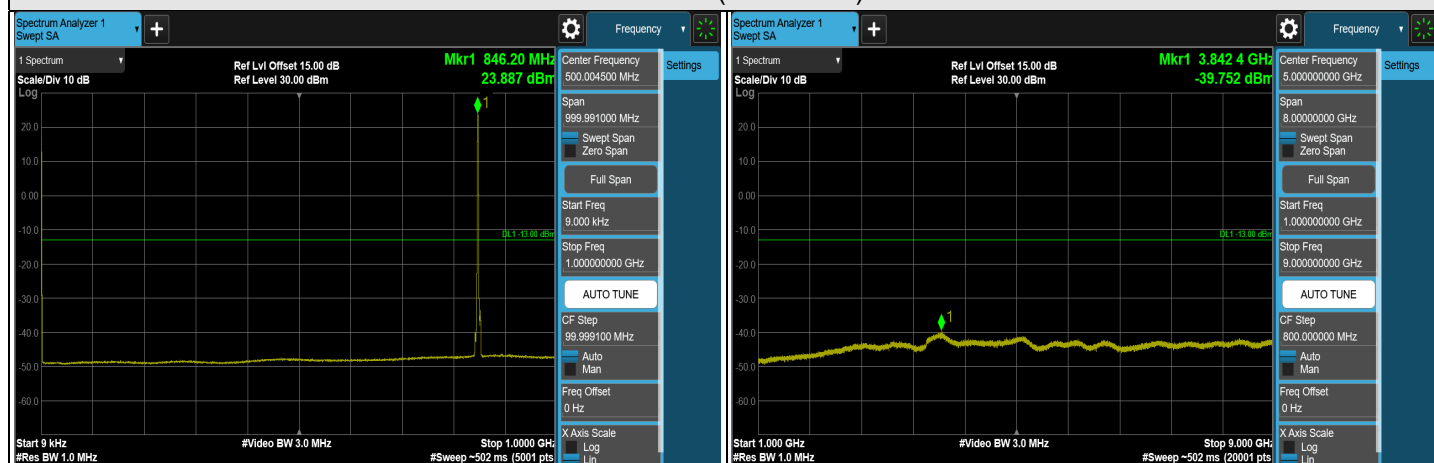 Spectrum Analyzer 1
Swept SA
+
Frequency
Settings
1 Spectrum
Scale/Div 10 dB
Log
Ref Lvl Offset 15.00 dB
Ref Level 30.00 dBm
Mkr1 846.20 MHz
23.887 dBm
1
20.0
10.0
0.00
-10.0
DL1 -13.00 dBm
-20.0
-30.0
-40.0
-50.0
-60.0
Start 9 kHz
#Res BW 1.0 MHz
#Video BW 3.0 MHz
Stop 1.0000 GHz
#Sweep ~502 ms (5001 pts
Center Frequency
500.004500 MHz
Span
999.991000 MHz
Swept Span
Zero Span
Full Span
Start Freq
9.000 kHz
Stop Freq
1.000000000 GHz
AUTO TUNE
CF Step
99.999100 MHz
Auto
Man
Freq Offset
0 Hz
X Axis Scale
Log
Lin
Spectrum Analyzer 1
Swept SA
+
Frequency
Settings
1 Spectrum
Scale/Div 10 dB
Log
Ref Lvl Offset 15.00 dB
Ref Level 30.00 dBm
Mkr1 3.842 4 GHz
-39.752 dBm
20.0
10.0
0.00
-10.0
DL1 -13.00 dBm
-20.0
-30.0
1
-40.0
-50.0
-60.0
Start 1.000 GHz
#Res BW 1.0 MHz
#Video BW 3.0 MHz
Stop 9.000 GHz
#Sweep ~502 ms (20001 pts
Center Frequency
5.000000000 GHz
Span
8.00000000 GHz
Swept Span
Zero Span
Full Span
Start Freq
1.000000000 GHz
Stop Freq
9.000000000 GHz
AUTO TUNE
CF Step
800.000000 MHz
Auto
Man
Freq Offset
0 Hz
X Axis Scale
Log
Lin